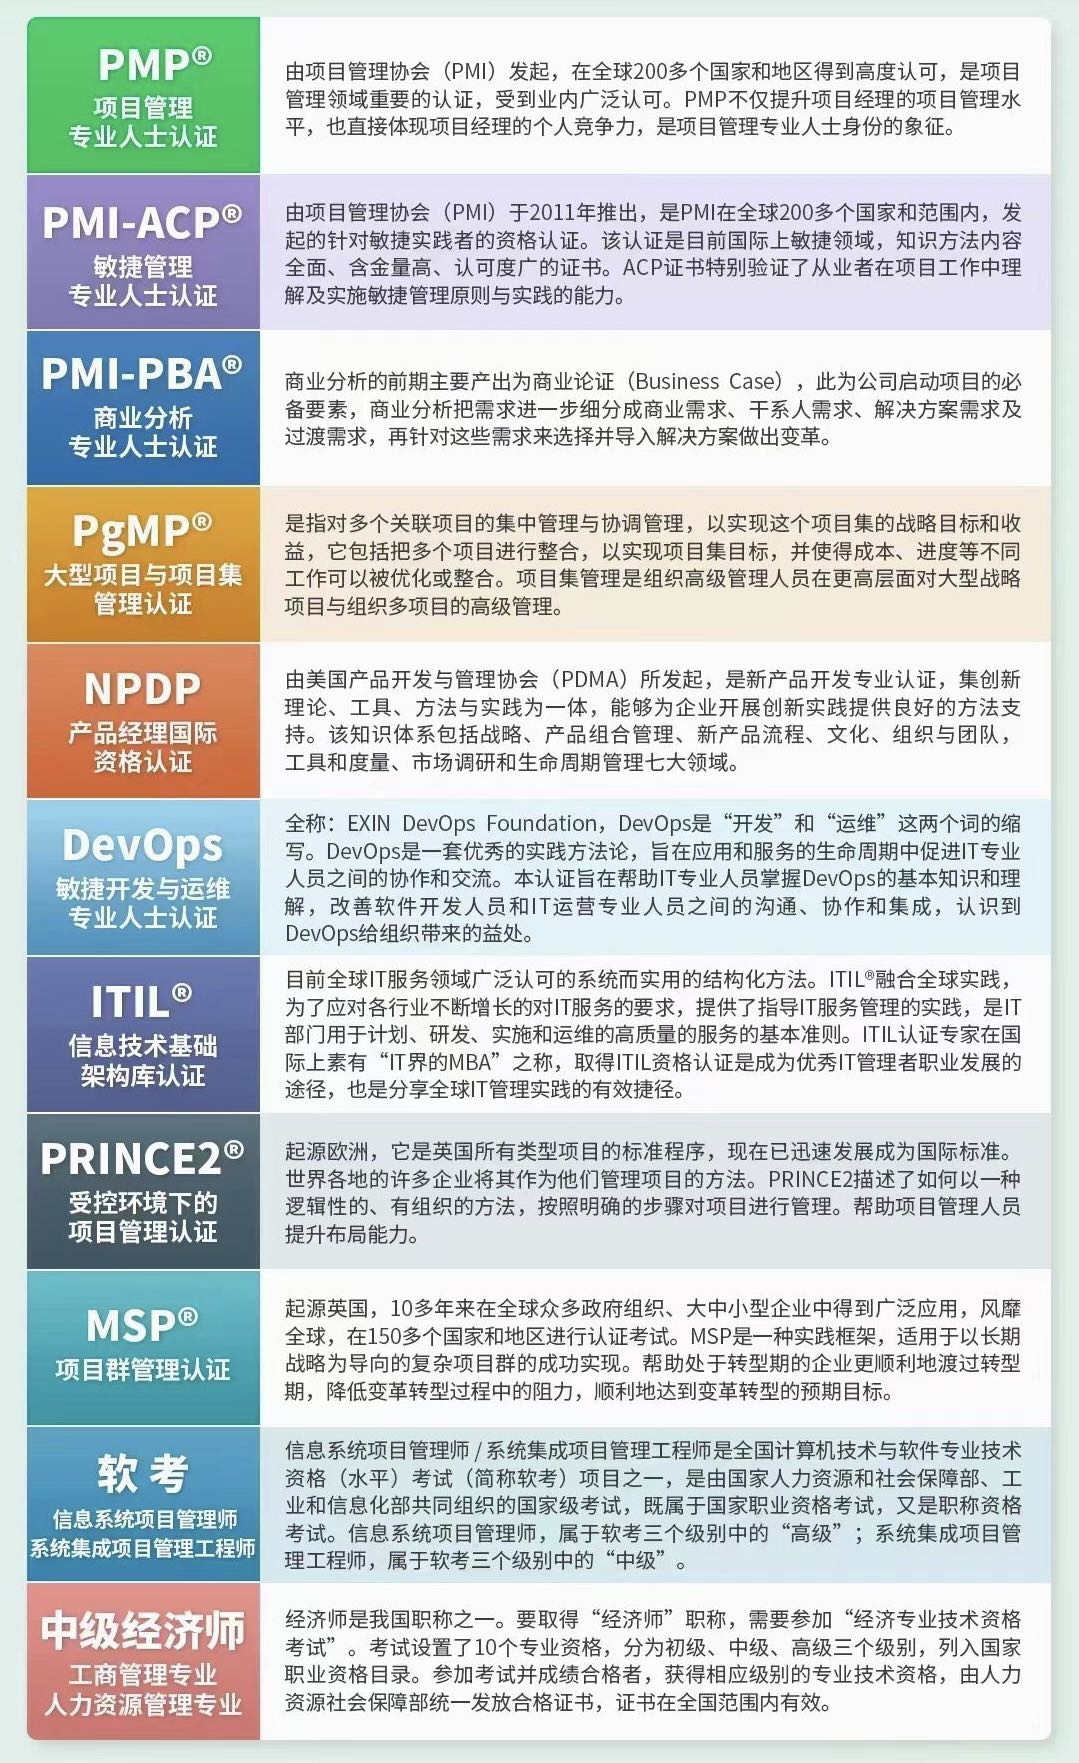 PMP®
项目管理
专业人士认证
由项目管理协会（PMI）发起，在全球200多个国家和地区得到高度认可，是项目
管理领域重要的认证，受到业内广泛认可。PMP不仅提升项目经理的项目管理水
平，也直接体现项目经理的个人竞争力，是项目管理专业人士身份的象征。
PMI-ACP®
敏捷管理
专业人士认证
由项目管理协会（PMI）于2011年推出，是PMI在全球200多个国家和范围内，发
起的针对敏捷实践者的资格认证。该认证是目前国际上敏捷领域，知识方法内容
全面、含金量高、认可度广的证书。ACP证书特别验证了从业者在项目工作中理
解及实施敏捷管理原则与实践的能力。
PMI-PBA®
商业分析
专业人士认证
商业分析的前期主要产出为商业论证（Business Case），此为公司启动项目的必
备要素，商业分析把需求进一步细分成商业需求、干系人需求、解决方案需求及
过渡需求，再针对这些需求来选择并导入解决方案做出变革。
PgMP®
大型项目与项目集
管理认证
是指对多个关联项目的集中管理与协调管理，以实现这个项目集的战略目标和收
益，它包括把多个项目进行整合，以实现项目集目标，并使得成本、进度等不同
工作可以被优化或整合。项目集管理是组织高级管理人员在更高层面对大型战略
项目与组织多项目的高级管理。
NPDP
产品经理国际
资格认证
由美国产品开发与管理协会（PDMA）所发起，是新产品开发专业认证，集创新
理论、工具、方法与实践为一体，能够为企业开展创新实践提供良好的方法支
持。该知识体系包括战略、产品组合管理、新产品流程、文化、组织与团队，
工具和度量、市场调研和生命周期管理七大领域。
DevOps
敏捷开发与运维
专业人士认证
全称：EXIN DevOps Foundation，DevOps是“开发”和“运维”这两个词的缩
写。DevOps是一套优秀的实践方法论，旨在应用和服务的生命周期中促进IT专业
人员之间的协作和交流。本认证旨在帮助IT专业人员掌握DevOps的基本知识和理
解，改善软件开发人员和IT运营专业人员之间的沟通、协作和集成，认识到
DevOps给组织带来的益处。
ITIL®
信息技术基础
架构库认证
目前全球IT服务领域广泛认可的系统而实用的结构化方法。ITIL®融合全球实践，
为了应对各行业不断增长的对IT服务的要求，提供了指导IT服务管理的实践，是IT
部门用于计划、研发、实施和运维的高质量的服务的基本准则。ITIL认证专家在国
际上素有“IT界的MBA”之称，取得ITIL资格认证是成为优秀IT管理者职业发展的
途径，也是分享全球IT管理实践的有效捷径。
PRINCE2®
受控环境下的
项目管理认证
起源欧洲，它是英国所有类型项目的标准程序，现在已迅速发展成为国际标准。
世界各地的许多企业将其作为他们管理项目的方法。PRINCE2描述了如何以一种
逻辑性的、有组织的方法，按照明确的步骤对项目进行管理。帮助项目管理人员
提升布局能力。
MSP®
项目群管理认证
起源英国，10多年来在全球众多政府组织、大中小型企业中得到广泛应用，风靡
全球，在150多个国家和地区进行认证考试。MSP是一种实践框架，适用于以长期
战略为导向的复杂项目群的成功实现。帮助处于转型期的企业更顺利地渡过转型
期，降低变革转型过程中的阻力，顺利地达到变革转型的预期目标。
软考
信息系统项目管理师
系统集成项目管理工程师
信息系统项目管理师 / 系统集成项目管理工程师是全国计算机技术与软件专业技术
资格（水平）考试（简称软考）项目之一，是由国家人力资源和社会保障部、工
业和信息化部共同组织的国家级考试，既属于国家职业资格考试，又是职称资格
考试。信息系统项目管理师，属于软考三个级别中的“高级”；系统集成项目管
理工程师，属于软考三个级别中的“中级”。
中级经济师
工商管理专业
人力资源管理专业
经济师是我国职称之一。要取得“经济师”职称，需要参加“经济专业技术资格
考试”。考试设置了10个专业资格，分为初级、中级、高级三个级别，列入国家
职业资格目录。参加考试并成绩合格者，获得相应级别的专业技术资格，由人力
资源社会保障部统一发放合格证书，证书在全国范围内有效。